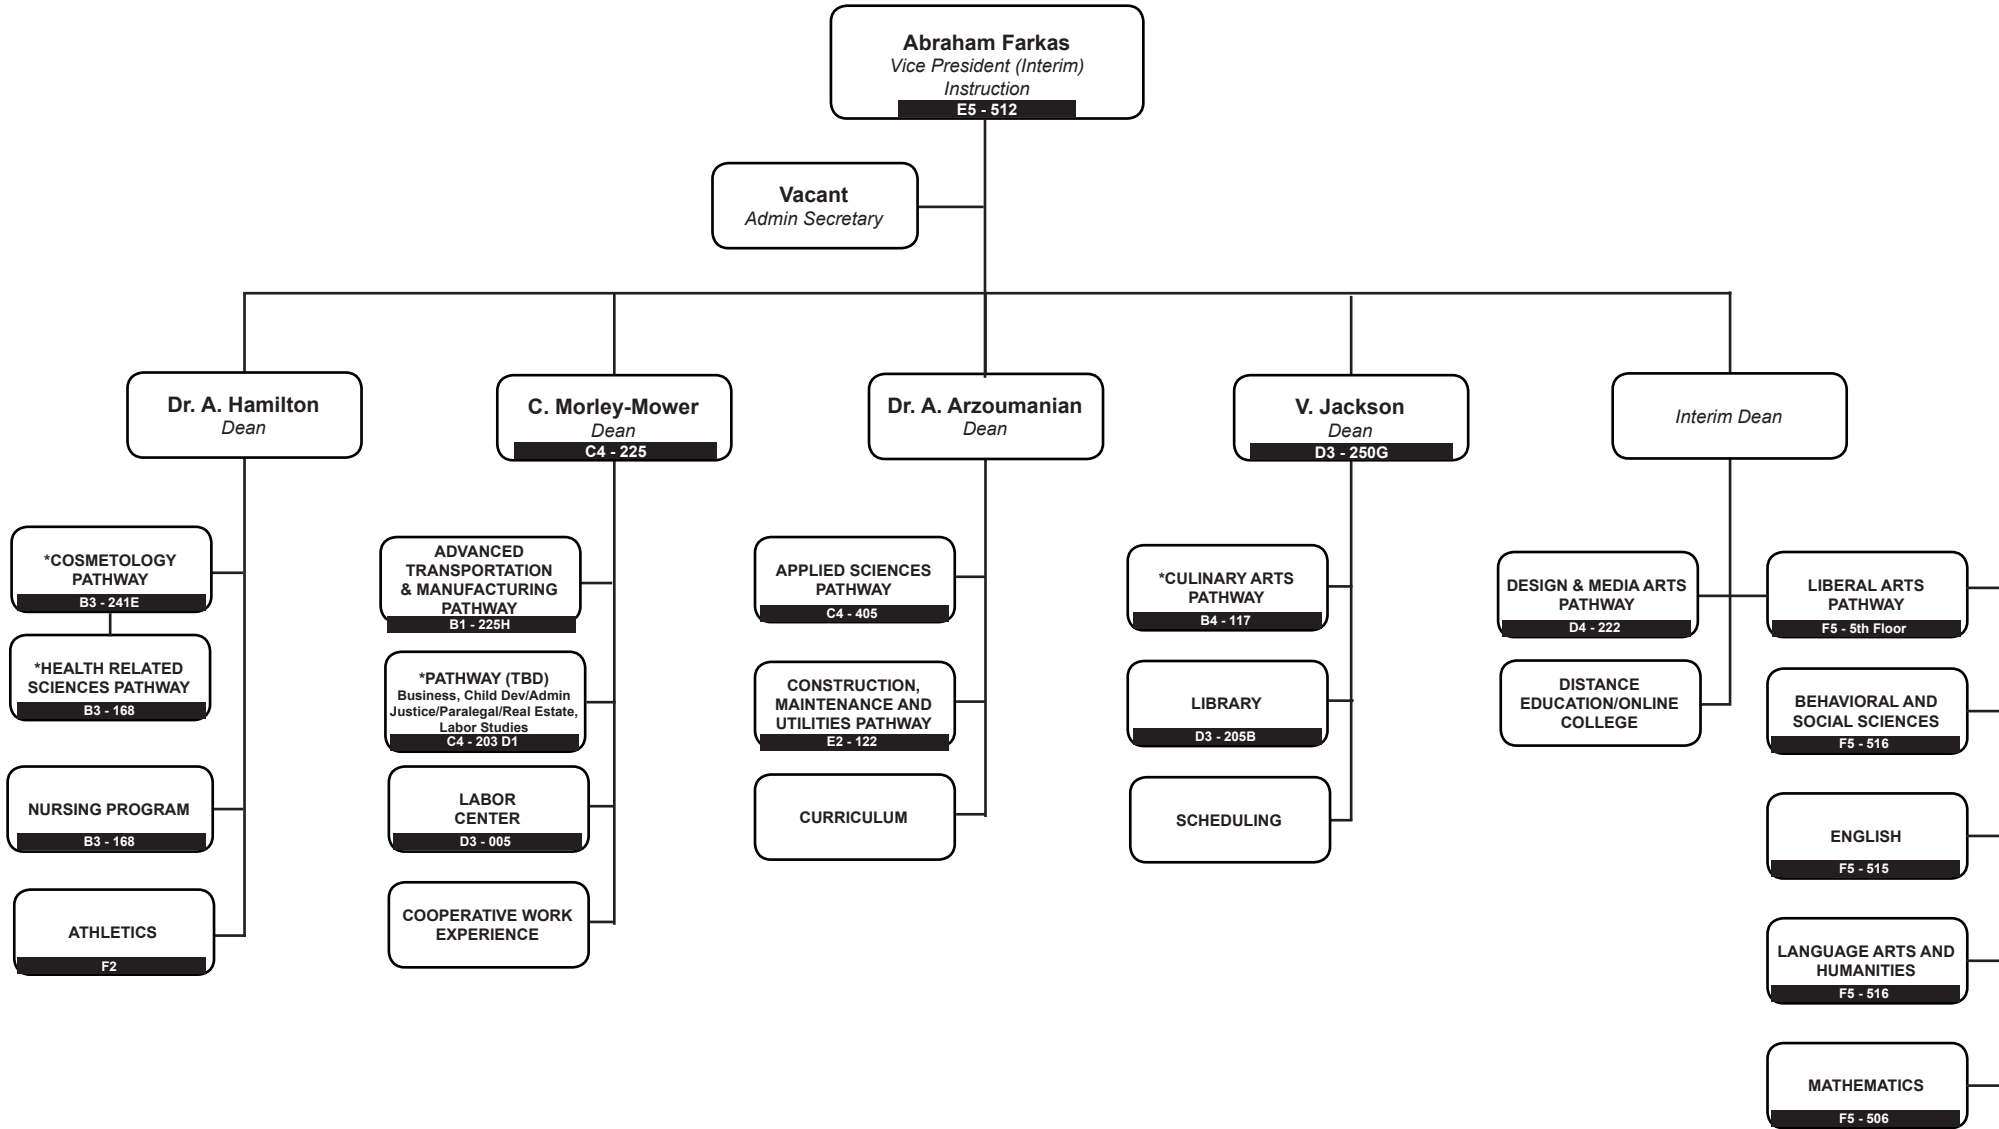 Abraham Farkas
Vice President (Interim)
Instruction
E5 - 512
Vacant
Admin Secretary
Dr. A. Hamilton
Dean
C. Morley-Mower
Dean
C4 - 225
Dr. A. Arzoumanian
Dean
V. Jackson
Dean
D3 - 250G
Interim Dean
*COSMETOLOGY
PATHWAY
B3 - 241E
*HEALTH RELATED
SCIENCES PATHWAY
B3 - 168
NURSING PROGRAM
B3 - 168
ATHLETICS
F2
ADVANCED
TRANSPORTATION
& MANUFACTURING
PATHWAY
B1 - 225H
*PATHWAY (TBD)
Business, Child Dev/Admin
Justice/Paralegal/Real Estate,
Labor Studies
C4 - 203 D1
LABOR
CENTER
D3 - 005
COOPERATIVE WORK
EXPERIENCE
APPLIED SCIENCES
PATHWAY
C4 - 405
CONSTRUCTION,
MAINTENANCE AND
UTILITIES PATHWAY
E2 - 122
CURRICULUM
*CULINARY ARTS
PATHWAY
B4 - 117
LIBRARY
D3 - 205B
SCHEDULING
DESIGN & MEDIA ARTS
PATHWAY
D4 - 222
DISTANCE
EDUCATION/ONLINE
COLLEGE
LIBERAL ARTS
PATHWAY
F5 - 5th Floor
BEHAVIORAL AND
SOCIAL SCIENCES
F5 - 516
ENGLISH
F5 - 515
LANGUAGE ARTS AND
HUMANITIES
F5 - 516
MATHEMATICS
F5 - 506